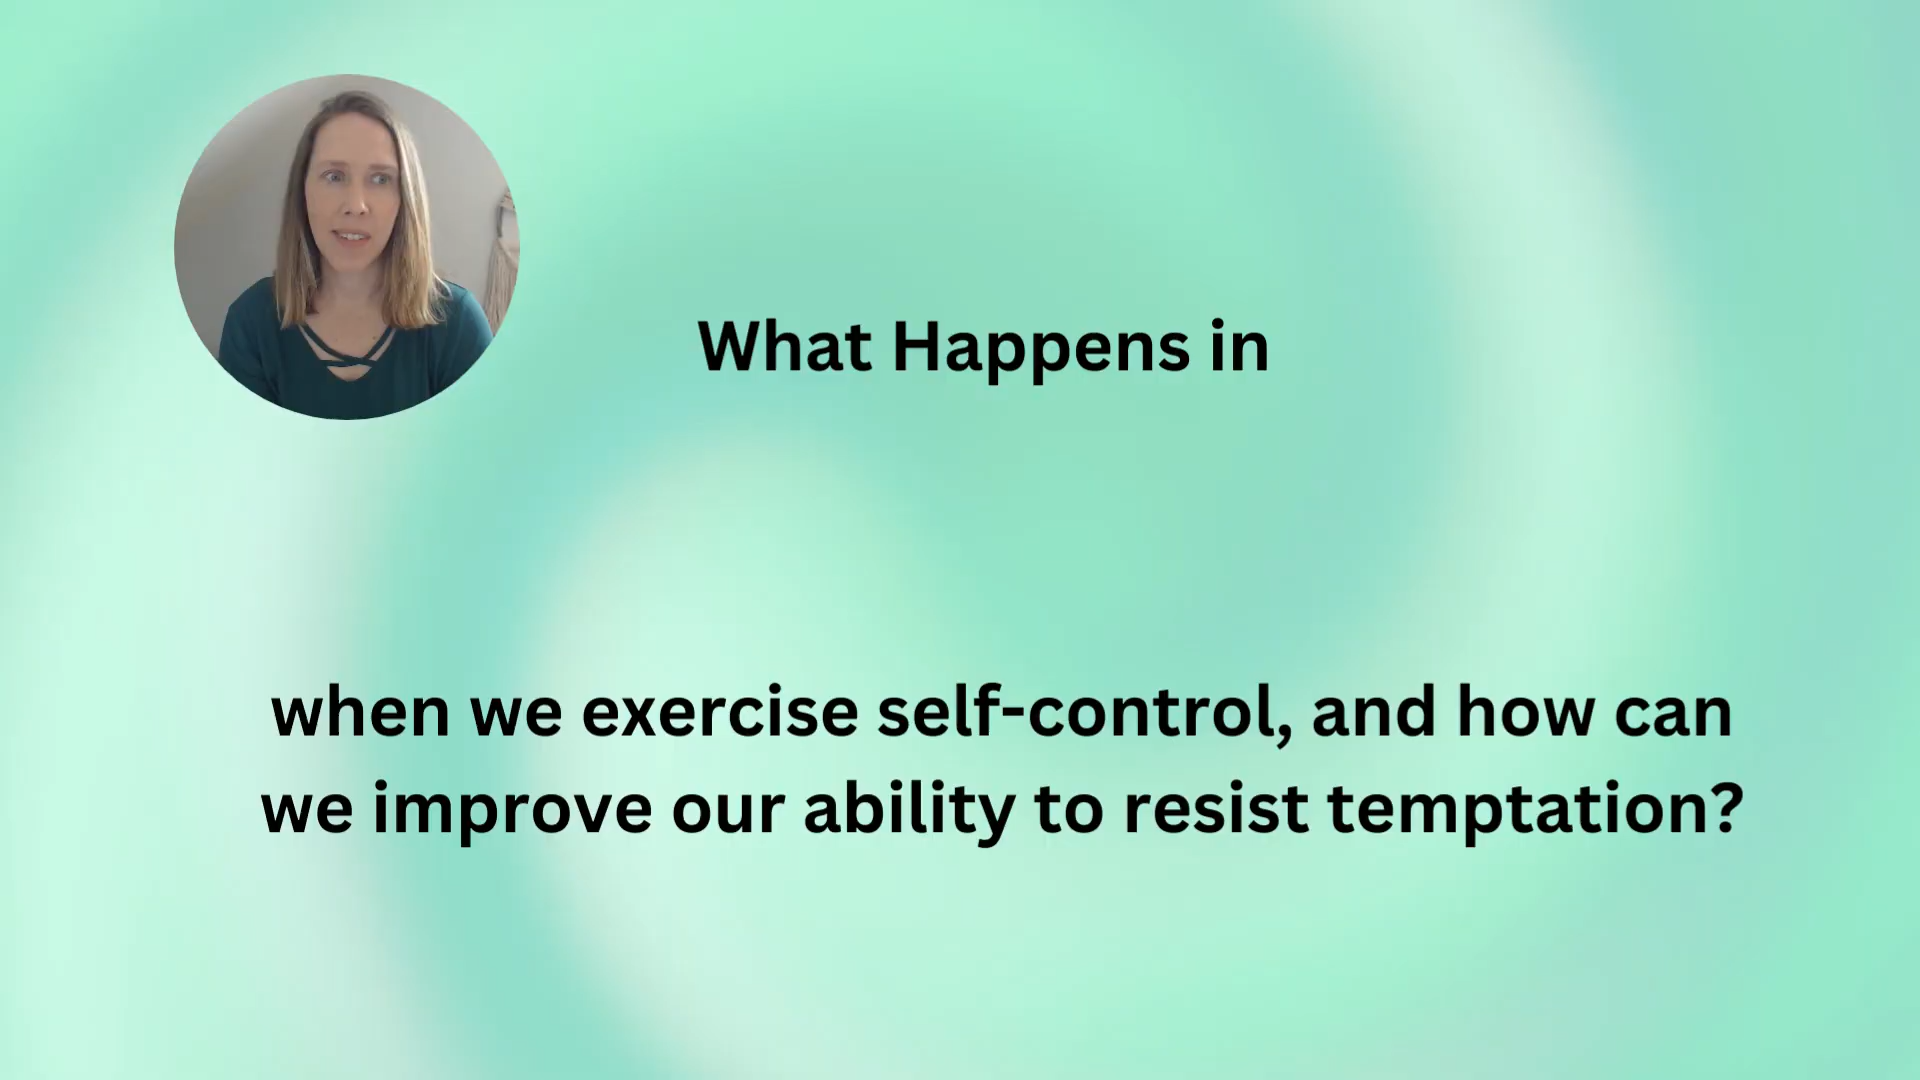 What Happens in
when we exercise self-control, and how can
we improve our ability to resist temptation?